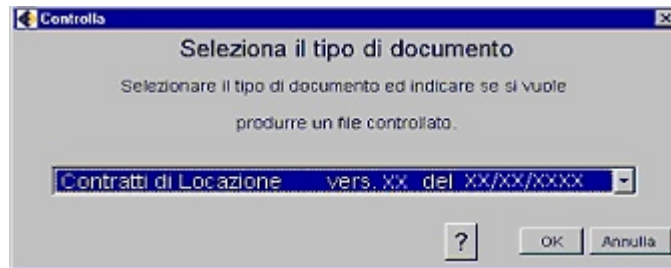 Controlla
Seleziona il tipo di documento
Selezionare il tipo di documento ed indicare se si vuole
produrre un file controllato.
Contratti di Locazione vers. XX del XX/XX/XXXX
? OK Annulla